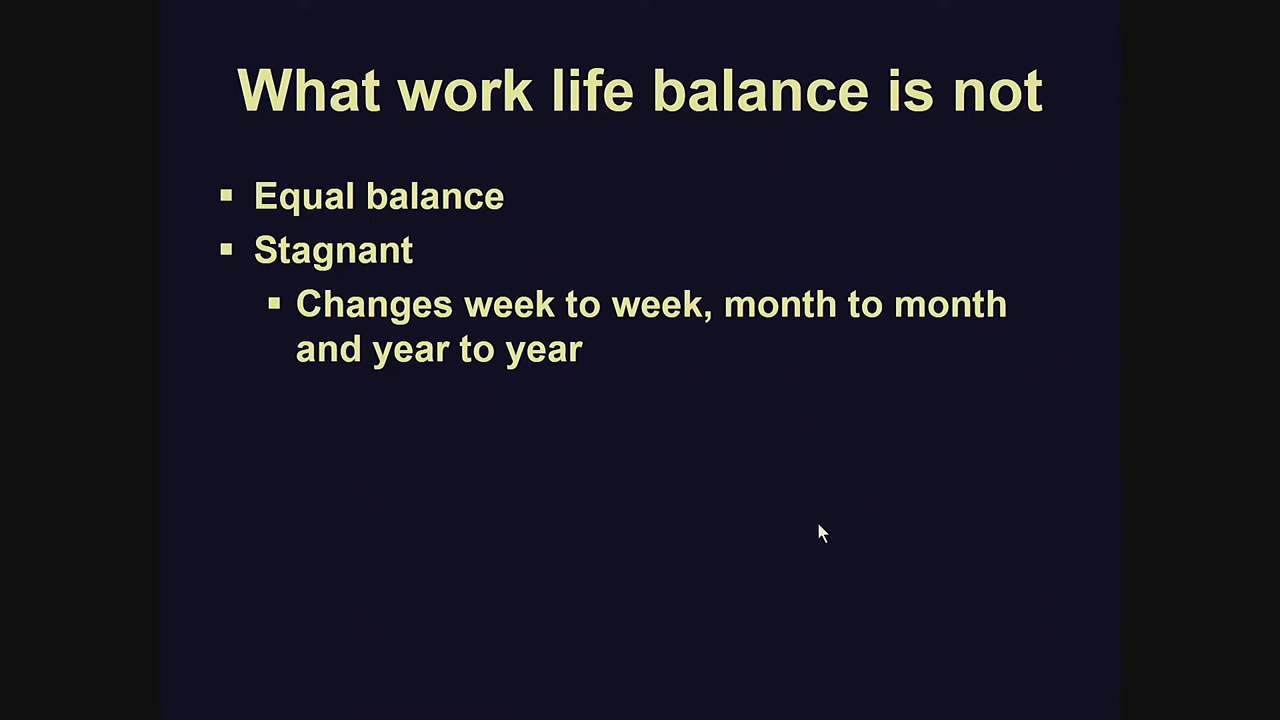 What work life balance is not
▪ Equal balance
▪ Stagnant
▪ Changes week to week, month to month
and year to year